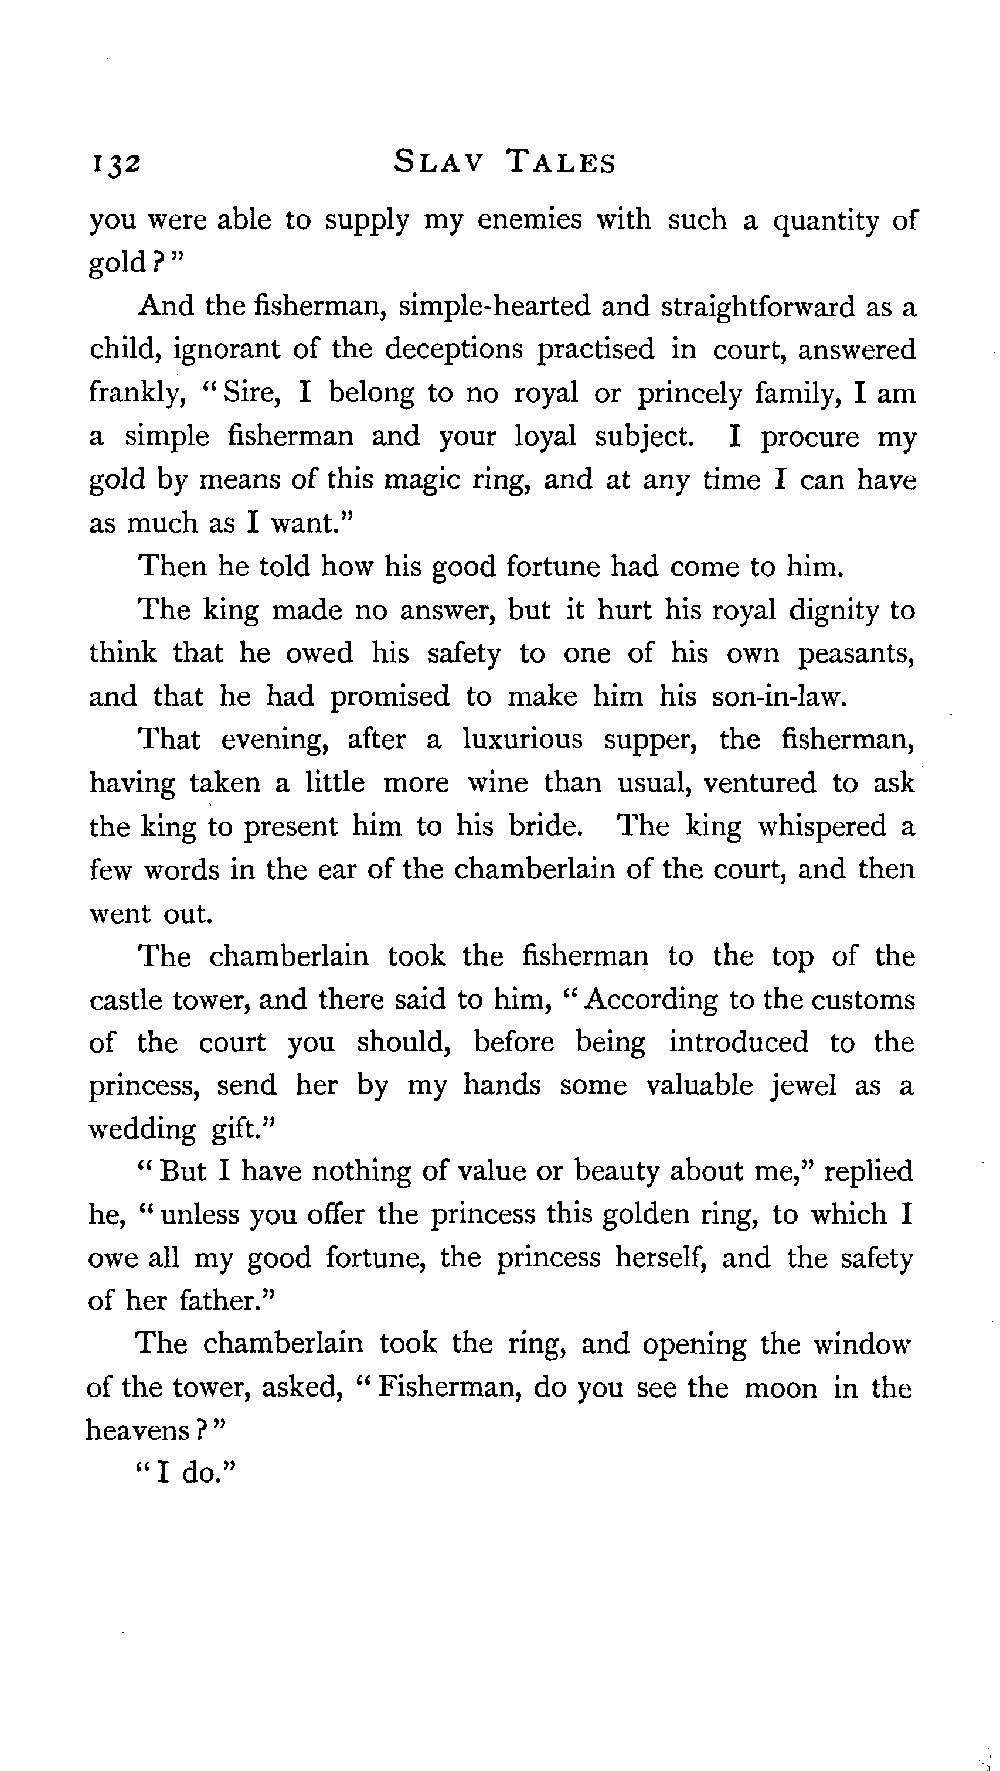 132 SLAV TALES
you were able to supply my enemies with such a quantity of
gold?"
And the fisherman, simple-hearted and straightforward as a
child, ignorant of the deceptions practised in court, answered
frankly, "Sire, I belong to no royal or princely family, I am
a simple fisherman and your loyal subject. I procure my
gold by means of this magic ring, and at any time I can have
as much as I want."
Then he told how his good fortune had come to him.
The king made no answer, but it hurt his royal dignity to
think that he owed his safety to one of his own peasants,
and that he had promised to make him his son-in-law.
That evening, after a luxurious supper, the fisherman,
having taken a little more wine than usual, ventured to ask
the king to present him to his bride. The king whispered a
few words in the ear of the chamberlain of the court, and then
went out.
The chamberlain took the fisherman to the top of the
castle tower, and there said to him, "According to the customs
of the court you should, before being introduced to the
princess, send her by my hands some valuable jewel as a
wedding gift."
"But I have nothing of value or beauty about me," replied
he, "unless you offer the princess this golden ring, to which I
owe all my good fortune, the princess herself, and the safety
of her father."
The chamberlain took the ring, and opening the window
of the tower, asked, "Fisherman, do you see the moon in the
heavens?"
"I do."